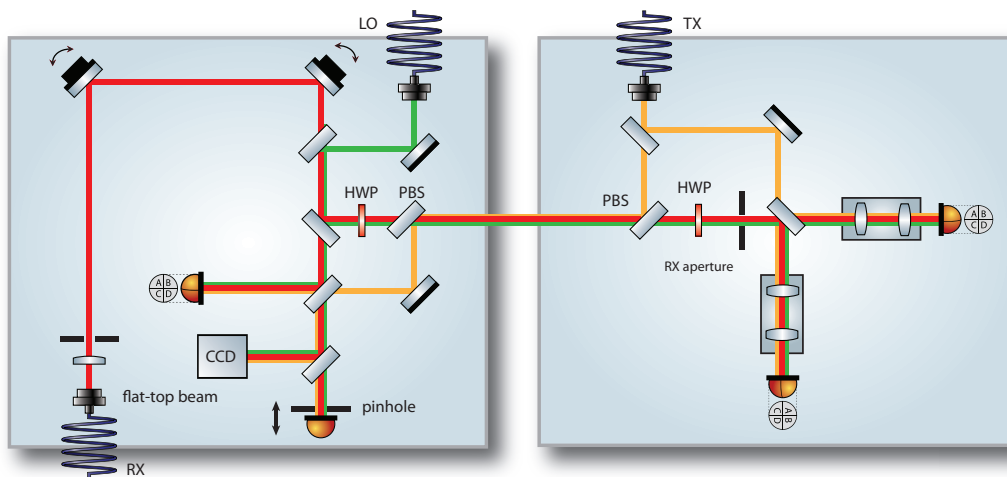 LO
TX
HWP
PBS
PBS
HWP
RX aperture
A B
C D
A B
C D
CCD
flat-top beam
pinhole
A B
C D
RX